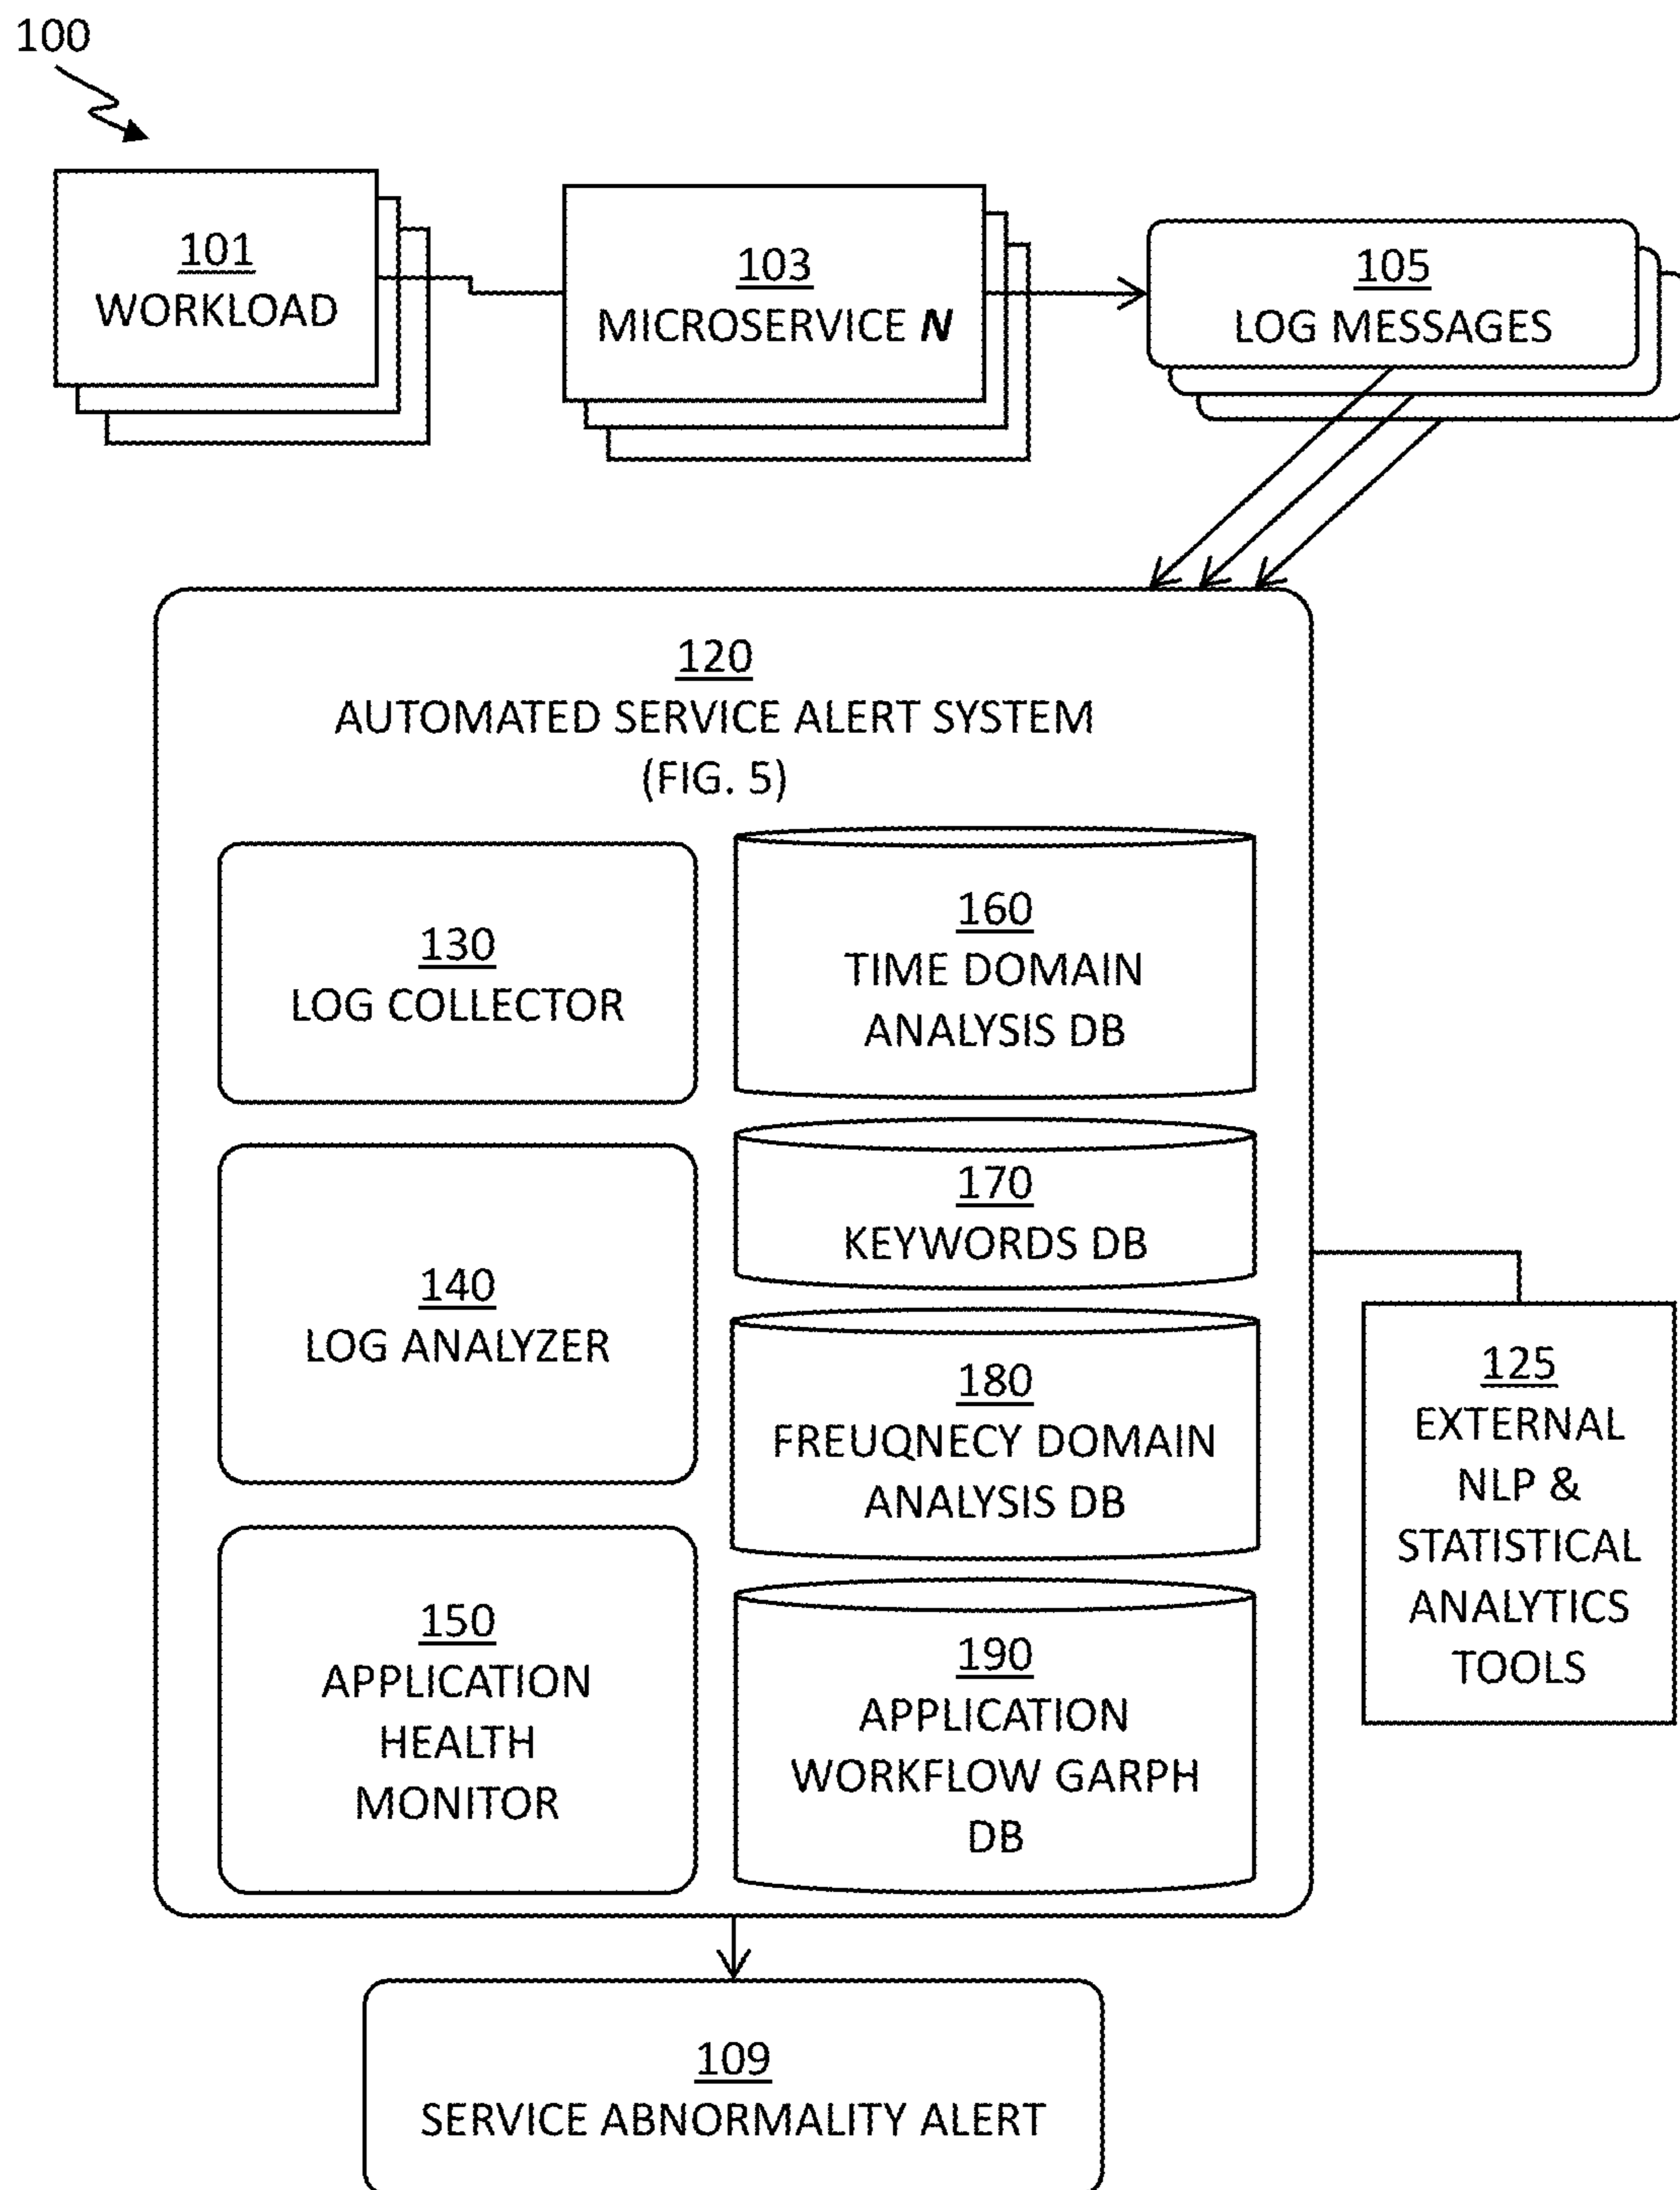 100
101
WORKLOAD
103
MICROSERVICE N
105
LOG MESSAGES
120
AUTOMATED SERVICE ALERT SYSTEM
(FIG. 5)
130
LOG COLLECTOR
140
LOG ANALYZER
150
APPLICATION
HEALTH
MONITOR
160
TIME DOMAIN
ANALYSIS DB
170
KEYWORDS DB
180
FREUQNECY DOMAIN
ANALYSIS DB
190
APPLICATION
WORKFLOW GARPH
DB
125
EXTERNAL
NLP &
STATISTICAL
ANALYTICS
TOOLS
109
SERVICE ABNORMALITY ALERT